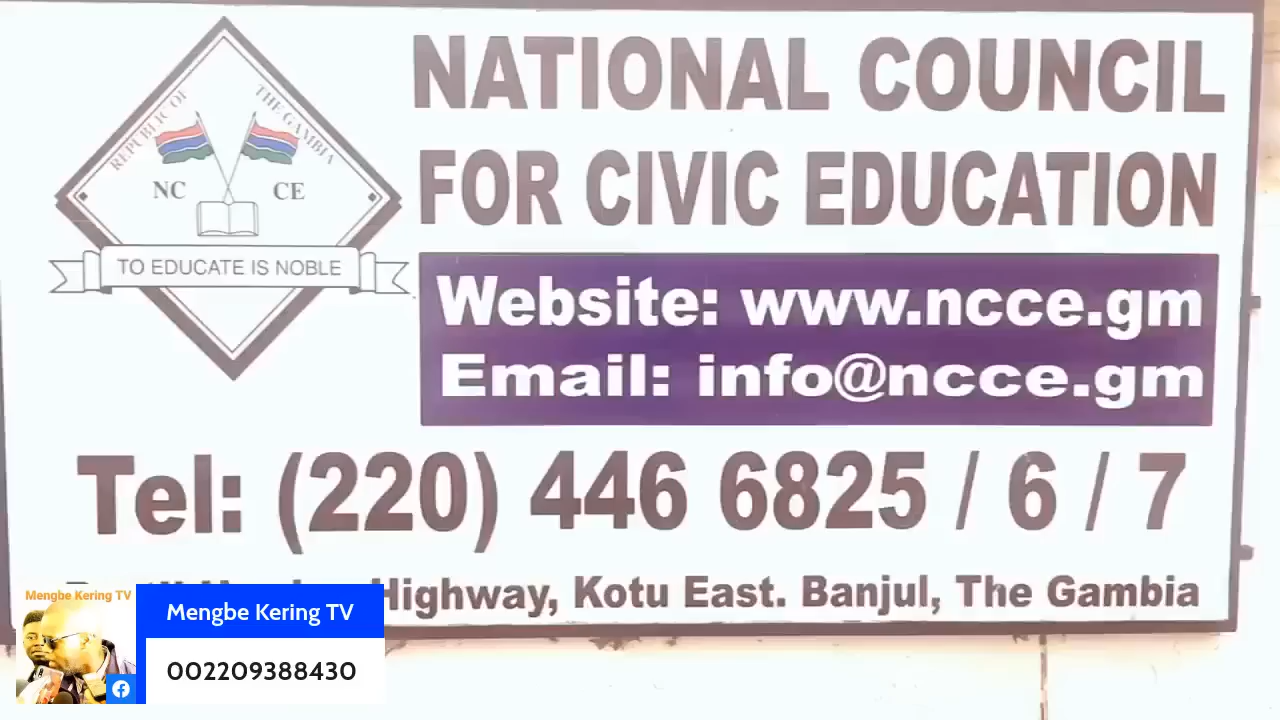 REPUBLIC OF THE GAMBIA
NC CE
TO EDUCATE IS NOBLE
NATIONAL COUNCIL
FOR CIVIC EDUCATION
Website: www.ncce.gm
Email: info@ncce.gm
Tel: (220) 446 6825 / 6 / 7
Highway, Kotu East. Banjul, The Gambia
Mengbe Kering TV
Mengbe Kering TV
002209388430